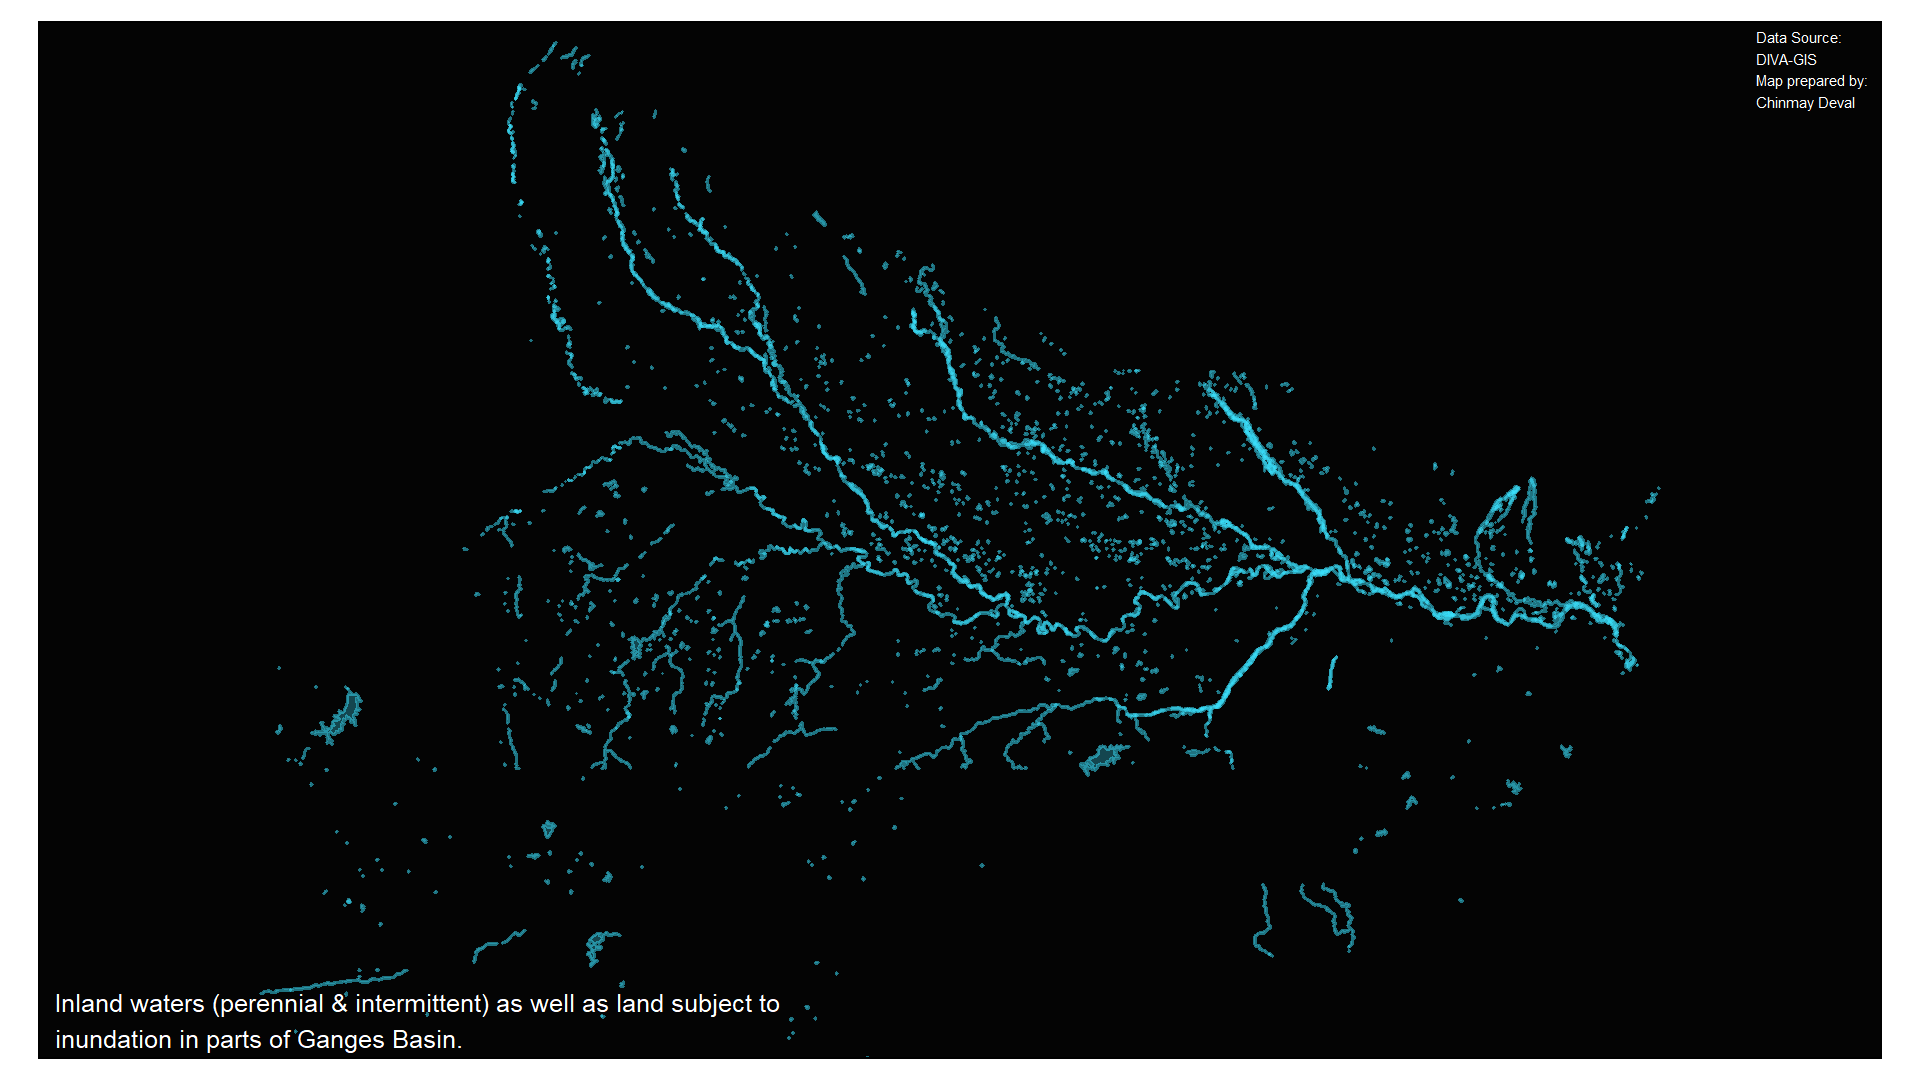 Data Source:
DIVA-GIS
Map prepared by:
Chinmay Deval
Inland waters (perennial & intermittent) as well as land subject to
inundation in parts of Ganges Basin.